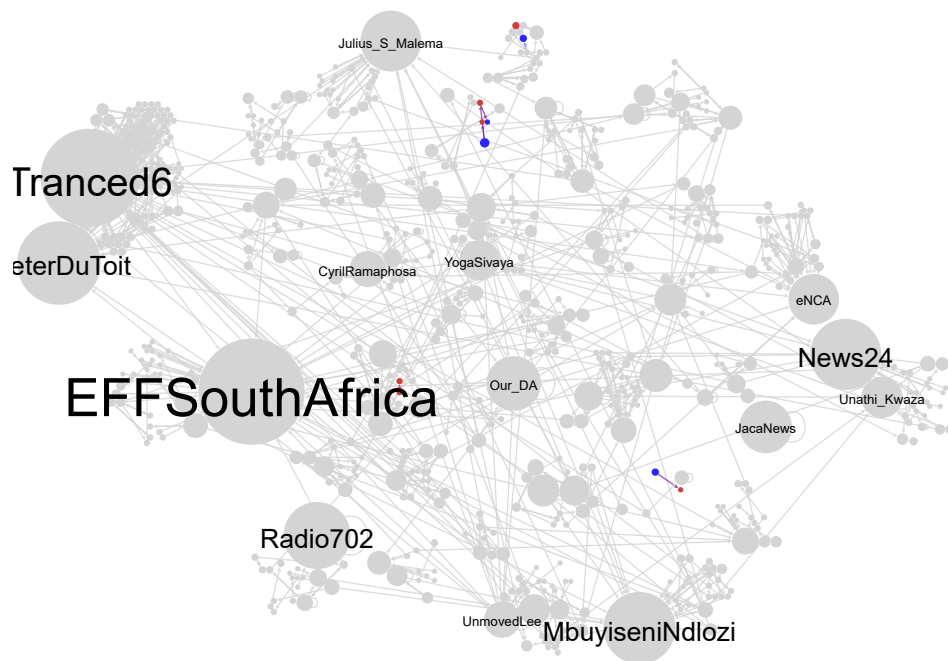 Julius_S_Malema
Tranced6
eterDuToit
CyrilRamaphosa
YogaSivaya
eNCA
News24
EFFSouthAfrica
Our_DA
Unathi_Kwaza
JacaNews
Radio702
UnmovedLee
MbuyiseniNdlozi